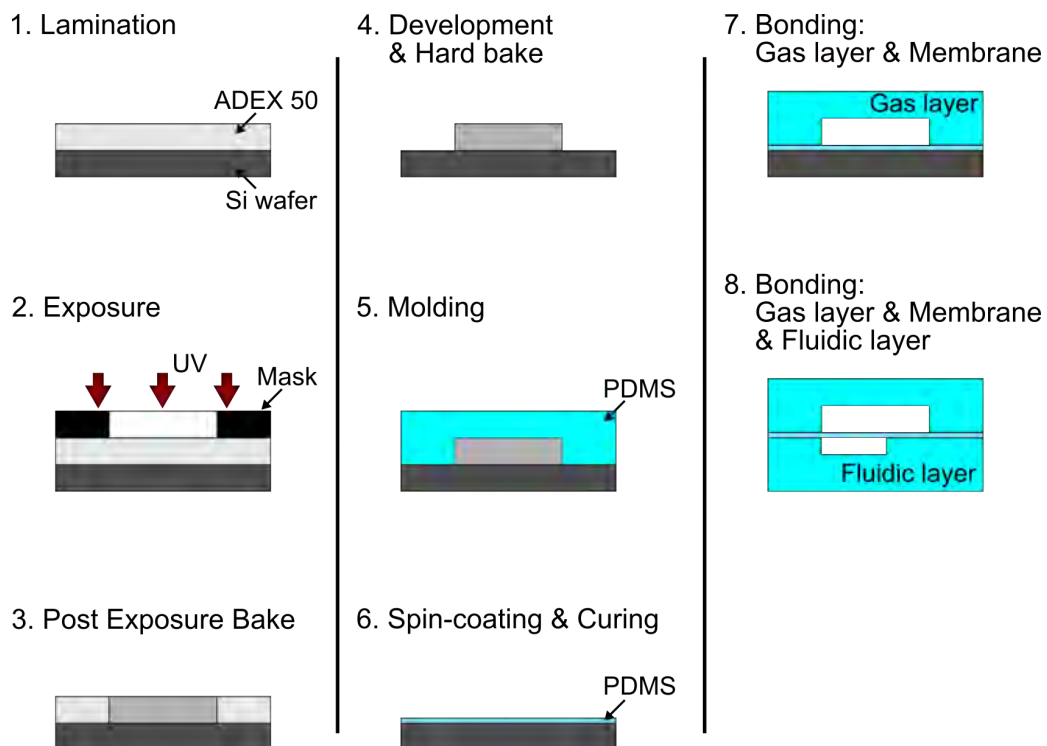 1. Lamination
ADEX 50
Si wafer
2. Exposure
UV
Mask
3. Post Exposure Bake
4. Development
& Hard bake
5. Molding
PDMS
6. Spin-coating & Curing
PDMS
7. Bonding:
Gas layer & Membrane
Gas layer
8. Bonding:
Gas layer & Membrane
& Fluidic layer
Fluidic layer